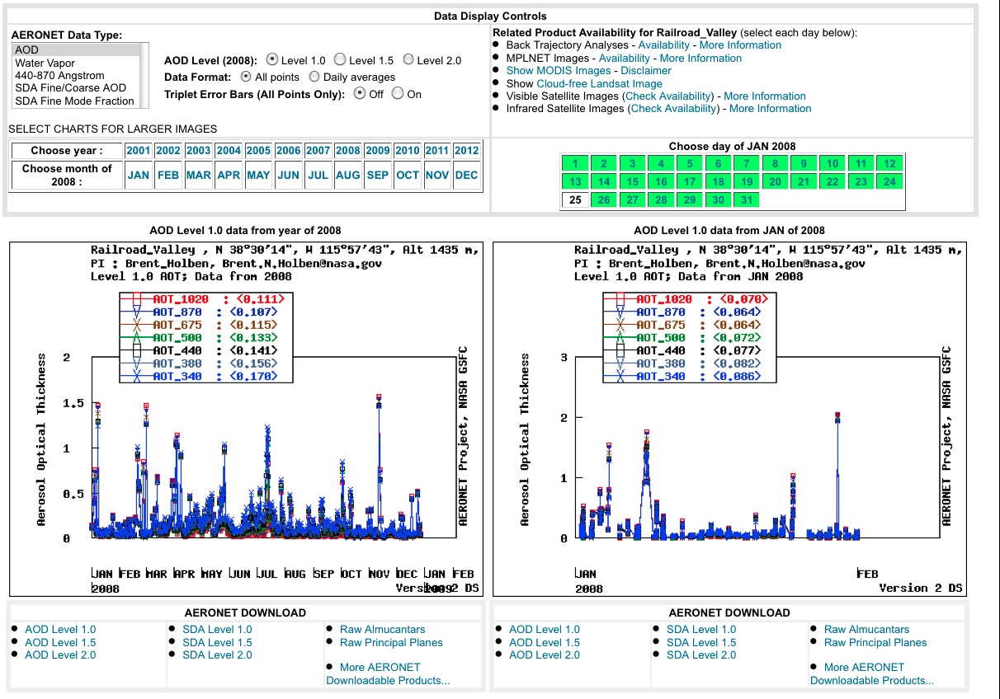 Data Display Controls
AERONET Data Type:
AOD
Water Vapor
440-870 Angstrom
SDA Fine/Coarse AOD
SDA Fine Mode Fraction
AOD Level (2008): Level 1.0 Level 1.5 Level 2.0
Data Format: All points Daily averages
Triplet Error Bars (All Points Only): Off On
SELECT CHARTS FOR LARGER IMAGES
Related Product Availability for Railroad_Valley (select each day below):
Back Trajectory Analyses - Availability - More Information
MPLNET Images - Availability - More Information
Show MODIS Images - Disclaimer
Show Cloud-free Landsat Image
Visible Satellite Images (Check Availability) - More Information
Infrared Satellite Images (Check Availability) - More Information
Choose year : 2001 2002 2003 2004 2005 2006 2007 2008 2009 2010 2011 2012
Choose month of 2008 : JAN FEB MAR APR MAY JUN JUL AUG SEP OCT NOV DEC
Choose day of JAN 2008
1 2 3 4 5 6 7 8 9 10 11 12
13 14 15 16 17 18 19 20 21 22 23 24
25 26 27 28 29 30 31
AOD Level 1.0 data from year of 2008
Railroad_Valley , N 38°30'14", W 115°57'43", Alt 1435 m,
PI : Brent_Holben, Brent.N.Holben@nasa.gov
Level 1.0 AOT; Data from 2008
AOT_1020 : <0.111>
AOT_870 : <0.107>
AOT_675 : <0.115>
AOT_500 : <0.133>
AOT_440 : <0.141>
AOT_380 : <0.156>
AOT_340 : <0.170>
Aerosol Optical Thickness
2
1.5
1
0.5
0
AERONET Project, NASA GSFC
JAN FEB MAR APR MAY JUN JUL AUG SEP OCT NOV DEC JAN FEB
2008 2009
Version 2 DS
AOD Level 1.0 data from JAN of 2008
Railroad_Valley , N 38°30'14", W 115°57'43", Alt 1435 m,
PI : Brent_Holben, Brent.N.Holben@nasa.gov
Level 1.0 AOT; Data from JAN 2008
AOT_1020 : <0.070>
AOT_870 : <0.064>
AOT_675 : <0.064>
AOT_500 : <0.072>
AOT_440 : <0.077>
AOT_380 : <0.082>
AOT_340 : <0.086>
Aerosol Optical Thickness
3
2
1
0
AERONET Project, NASA GSFC
JAN FEB
2008
Version 2 DS
AERONET DOWNLOAD
AOD Level 1.0
AOD Level 1.5
AOD Level 2.0
SDA Level 1.0
SDA Level 1.5
SDA Level 2.0
Raw Almucantars
Raw Principal Planes
More AERONET
Downloadable Products...
AERONET DOWNLOAD
AOD Level 1.0
AOD Level 1.5
AOD Level 2.0
SDA Level 1.0
SDA Level 1.5
SDA Level 2.0
Raw Almucantars
Raw Principal Planes
More AERONET
Downloadable Products...